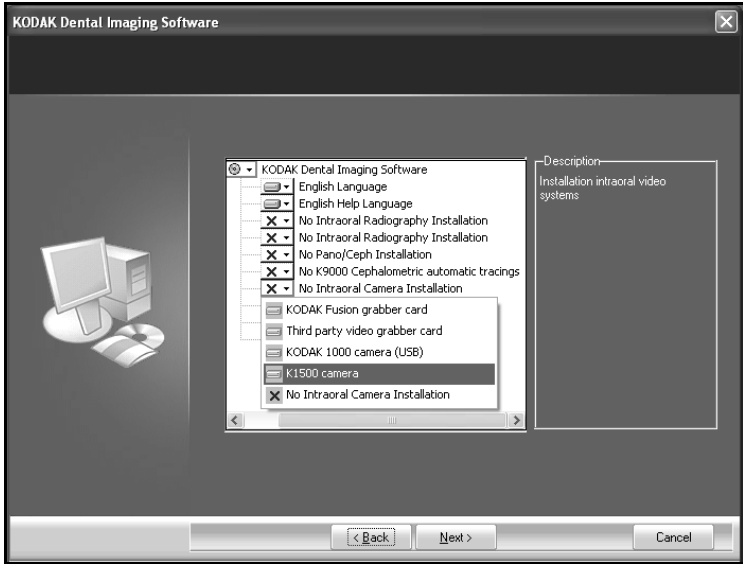 KODAK Dental Imaging Software
KODAK Dental Imaging Software
English Language
English Help Language
No Intraoral Radiography Installation
No Intraoral Radiography Installation
No Pano/Ceph Installation
No K9000 Cephalometric automatic tracings
No Intraoral Camera Installation
KODAK Fusion grabber card
Third party video grabber card
KODAK 1000 camera (USB)
K1500 camera
No Intraoral Camera Installation
Description
Installation intraoral video
systems
< Back
Next >
Cancel